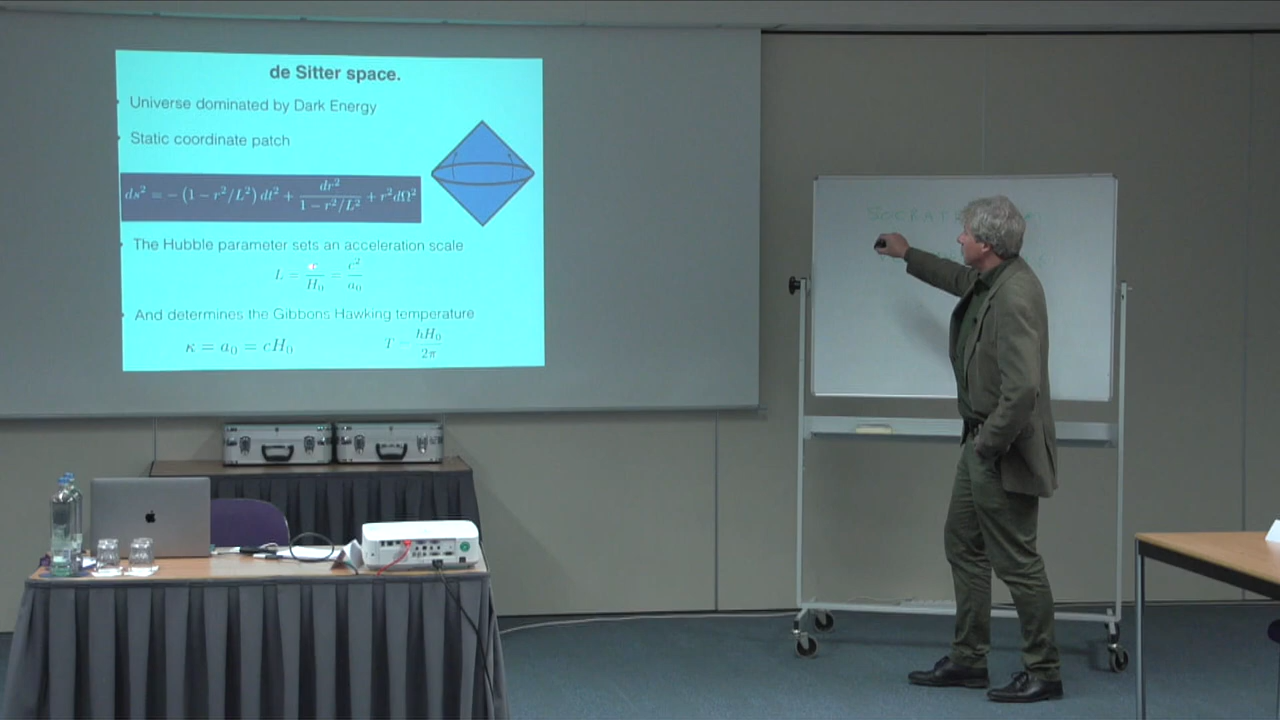 de Sitter space.
Universe dominated by Dark Energy
Static coordinate patch
ds² = −(1−r²/L²) dt² + dr²/(1−r²/L²) + r²dΩ²
The Hubble parameter sets an acceleration scale
L = c/H₀ = c²/a₀
And determines the Gibbons Hawking temperature
κ = a₀ = cH₀ T = ħH₀/2π